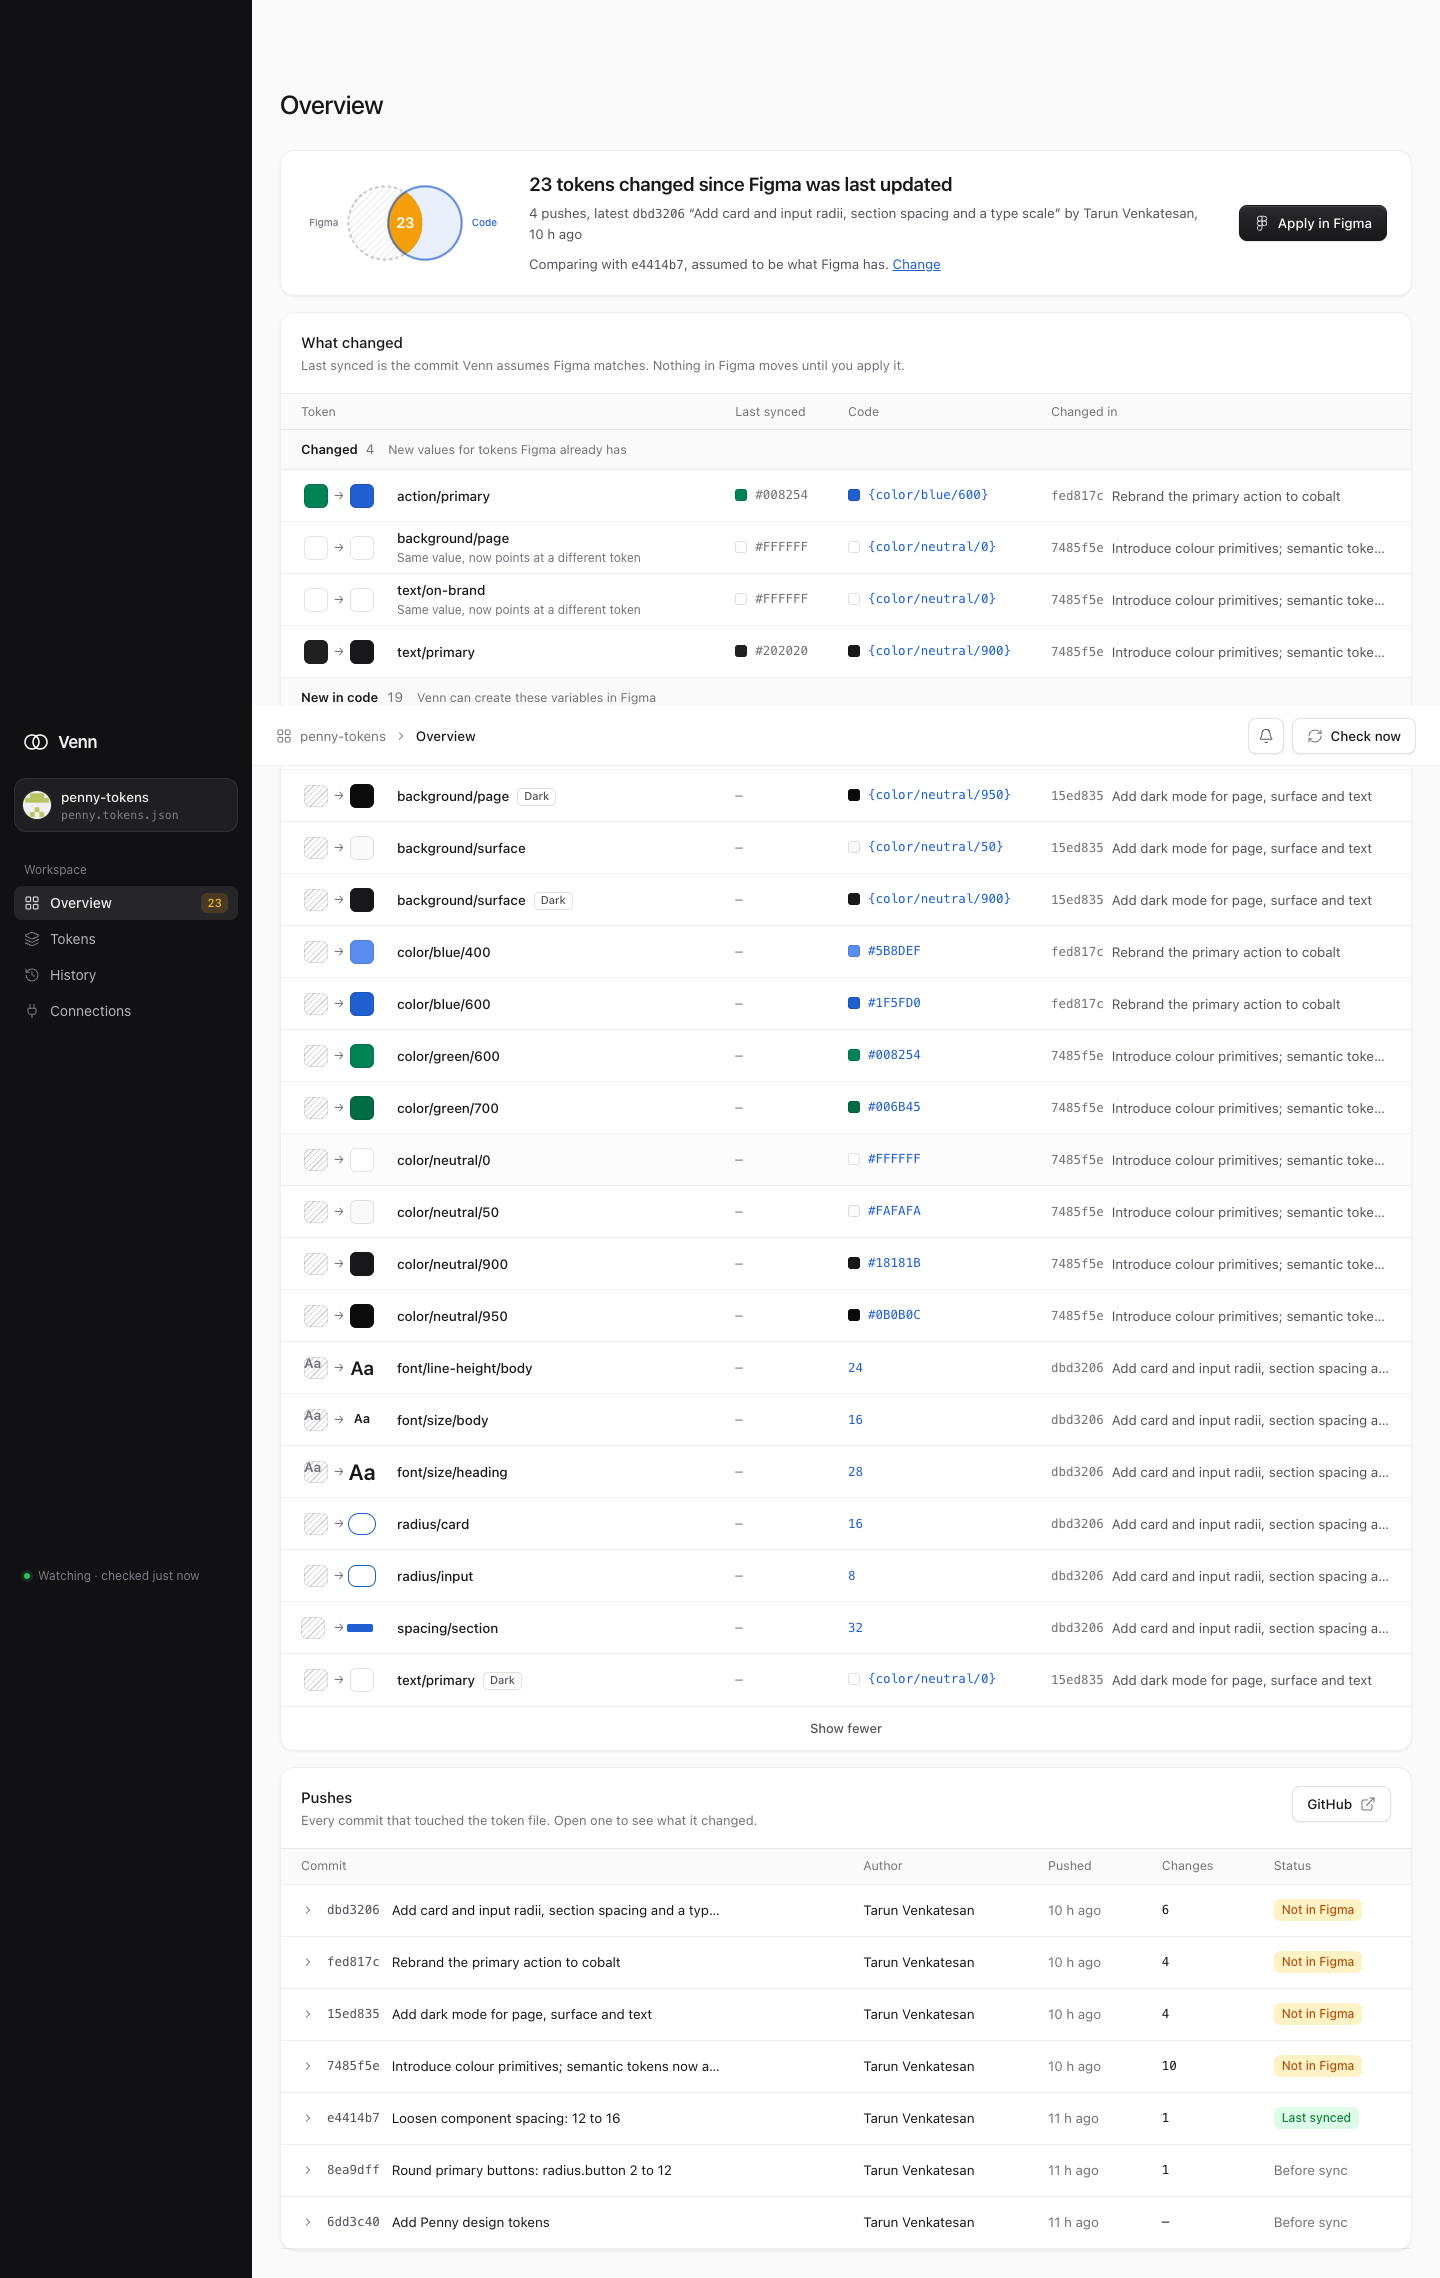 Overview
Figma
23
Code
23 tokens changed since Figma was last updated
4 pushes, latest dbd3206 “Add card and input radii, section spacing and a type scale” by Tarun Venkatesan,
10 h ago
Comparing with e4414b7, assumed to be what Figma has. Change
Apply in Figma
What changed
Last synced is the commit Venn assumes Figma matches. Nothing in Figma moves until you apply it.
Token Last synced Code Changed in
Changed 4 New values for tokens Figma already has
action/primary #008254 {color/blue/600} fed817c Rebrand the primary action to cobalt
background/page #FFFFFF {color/neutral/0} 7485f5e Introduce colour primitives; semantic toke...
Same value, now points at a different token
text/on-brand #FFFFFF {color/neutral/0} 7485f5e Introduce colour primitives; semantic toke...
Same value, now points at a different token
text/primary #202020 {color/neutral/900} 7485f5e Introduce colour primitives; semantic toke...
New in code 19 Venn can create these variables in Figma
Venn
penny-tokens
penny.tokens.json
Workspace
Overview 23
Tokens
History
Connections
Watching · checked just now
penny-tokens > Overview
Check now
background/page Dark – {color/neutral/950} 15ed835 Add dark mode for page, surface and text
background/surface – {color/neutral/50} 15ed835 Add dark mode for page, surface and text
background/surface Dark – {color/neutral/900} 15ed835 Add dark mode for page, surface and text
color/blue/400 – #5B8DEF fed817c Rebrand the primary action to cobalt
color/blue/600 – #1F5FD0 fed817c Rebrand the primary action to cobalt
color/green/600 – #008254 7485f5e Introduce colour primitives; semantic toke...
color/green/700 – #006B45 7485f5e Introduce colour primitives; semantic toke...
color/neutral/0 – #FFFFFF 7485f5e Introduce colour primitives; semantic toke...
color/neutral/50 – #FAFAFA 7485f5e Introduce colour primitives; semantic toke...
color/neutral/900 – #18181B 7485f5e Introduce colour primitives; semantic toke...
color/neutral/950 – #0B0B0C 7485f5e Introduce colour primitives; semantic toke...
Aa → Aa font/line-height/body – 24 dbd3206 Add card and input radii, section spacing a...
Aa → Aa font/size/body – 16 dbd3206 Add card and input radii, section spacing a...
Aa → Aa font/size/heading – 28 dbd3206 Add card and input radii, section spacing a...
radius/card – 16 dbd3206 Add card and input radii, section spacing a...
radius/input – 8 dbd3206 Add card and input radii, section spacing a...
spacing/section – 32 dbd3206 Add card and input radii, section spacing a...
text/primary Dark – {color/neutral/0} 15ed835 Add dark mode for page, surface and text
Show fewer
Pushes
Every commit that touched the token file. Open one to see what it changed.
GitHub
Commit Author Pushed Changes Status
dbd3206 Add card and input radii, section spacing and a typ... Tarun Venkatesan 10 h ago 6 Not in Figma
fed817c Rebrand the primary action to cobalt Tarun Venkatesan 10 h ago 4 Not in Figma
15ed835 Add dark mode for page, surface and text Tarun Venkatesan 10 h ago 4 Not in Figma
7485f5e Introduce colour primitives; semantic tokens now a... Tarun Venkatesan 10 h ago 10 Not in Figma
e4414b7 Loosen component spacing: 12 to 16 Tarun Venkatesan 11 h ago 1 Last synced
8ea9dff Round primary buttons: radius.button 2 to 12 Tarun Venkatesan 11 h ago 1 Before sync
6dd3c40 Add Penny design tokens Tarun Venkatesan 11 h ago – Before sync